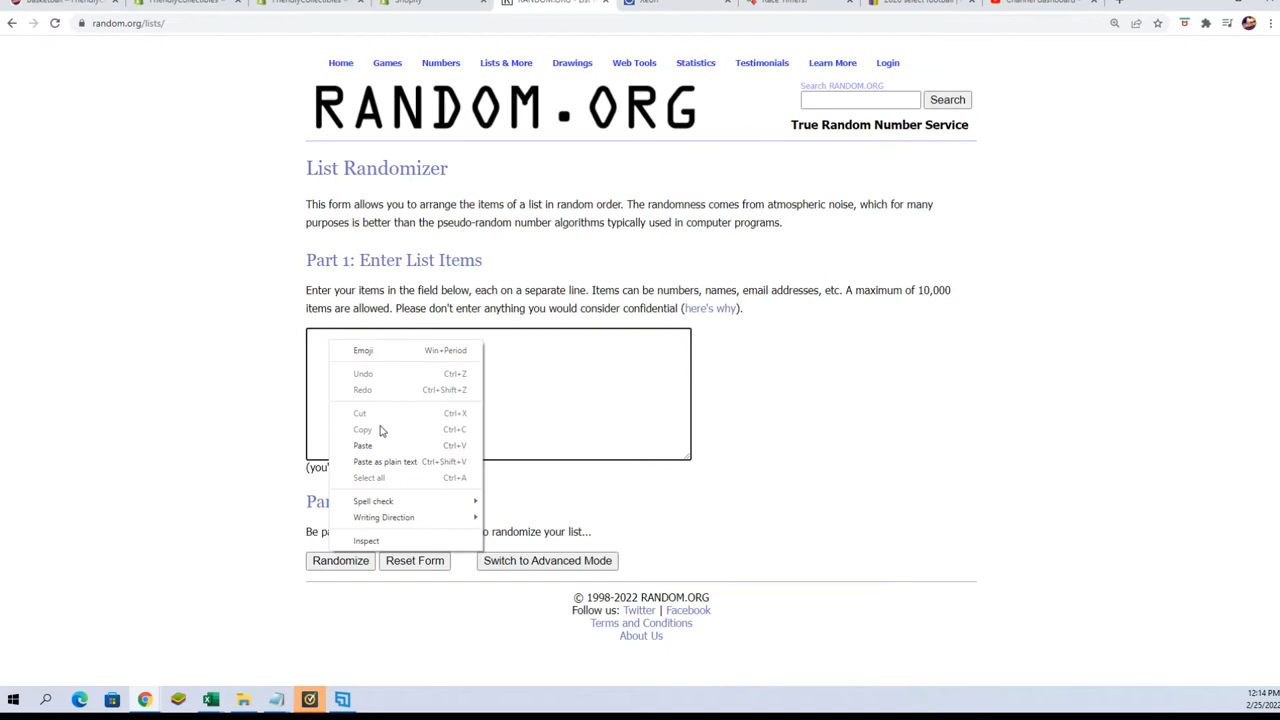 random.org/lists/
Home Games Numbers Lists & More Drawings Web Tools Statistics Testimonials Learn More Login
RANDOM.ORG
Search RANDOM.ORG
Search
True Random Number Service
List Randomizer
This form allows you to arrange the items of a list in random order. The randomness comes from atmospheric noise, which for many
purposes is better than the pseudo-random number algorithms typically used in computer programs.
Part 1: Enter List Items
Enter your items in the field below, each on a separate line. Items can be numbers, names, email addresses, etc. A maximum of 10,000
items are allowed. Please don't enter anything you would consider confidential (here's why).
Emoji Win+Period
Undo Ctrl+Z
Redo Ctrl+Shift+Z
Cut Ctrl+X
Copy Ctrl+C
Paste Ctrl+V
Paste as plain text Ctrl+Shift+V
(you'
Select all Ctrl+A
Spell check
Writing Direction
Be p o randomize your list...
Inspect
Randomize Reset Form Switch to Advanced Mode
© 1998-2022 RANDOM.ORG
Follow us: Twitter | Facebook
Terms and Conditions
About Us
12:14 PM
2/25/2022